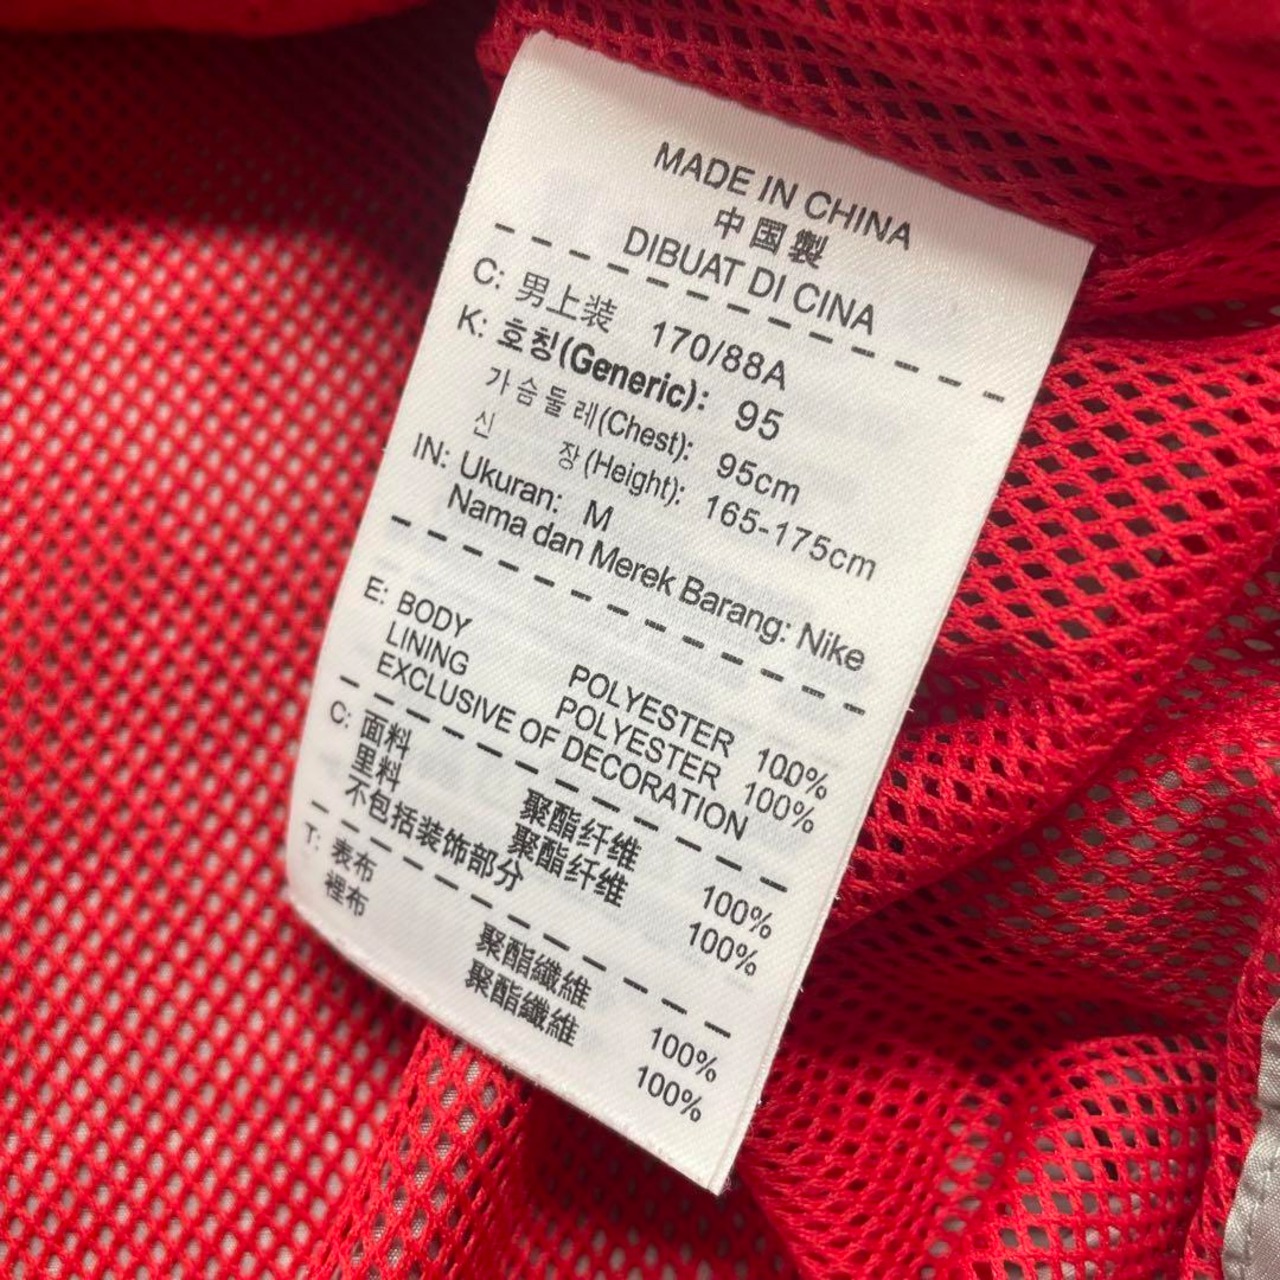 MADE IN CHINA
中国製
DIBUAT DI CINA
C: 男上装 170/88A
K: 호칭(Generic): 95
가슴둘레(Chest): 95cm
신 장(Height): 165-175cm
IN: Ukuran: M
Nama dan Merek Barang: Nike
E: BODY POLYESTER 100%
LINING POLYESTER 100%
EXCLUSIVE OF DECORATION
C: 面料 聚酯纤维 100%
里料 聚酯纤维 100%
不包括装饰部分
T: 表布 聚酯纖維 100%
裡布 聚酯纖維 100%